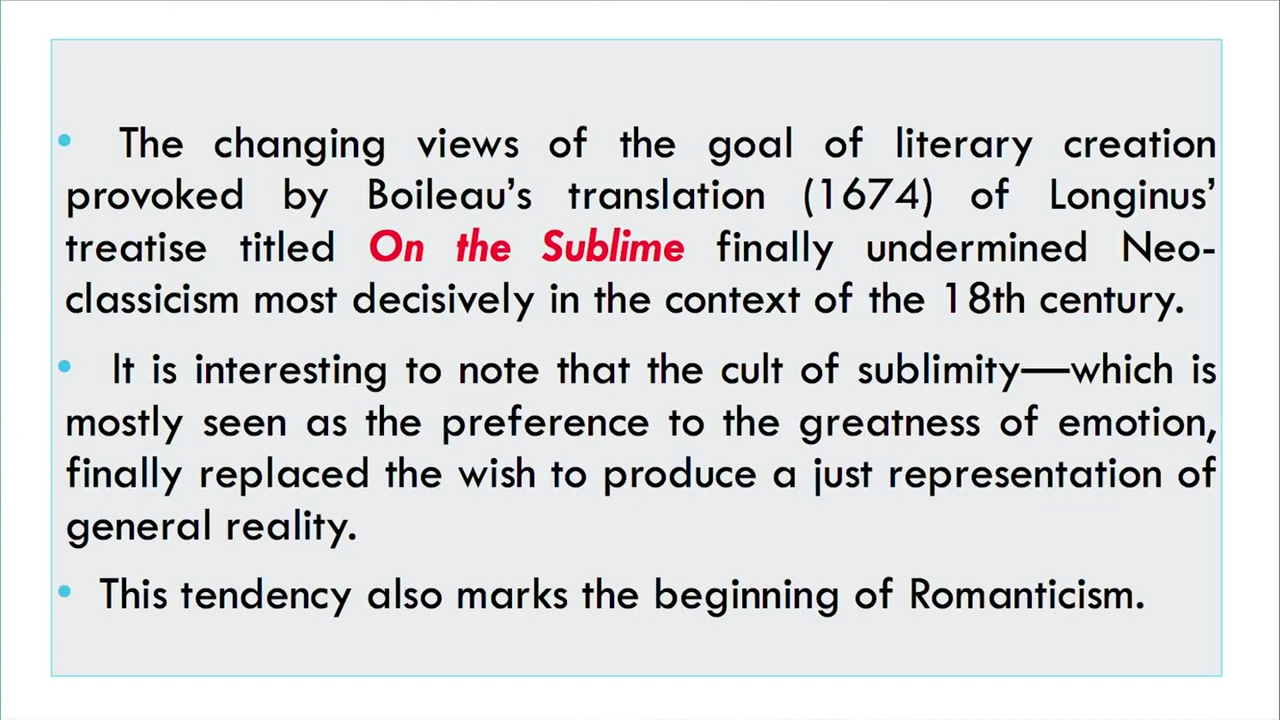 • The changing views of the goal of literary creation
provoked by Boileau’s translation (1674) of Longinus’
treatise titled On the Sublime finally undermined Neo-
classicism most decisively in the context of the 18th century.
• It is interesting to note that the cult of sublimity—which is
mostly seen as the preference to the greatness of emotion,
finally replaced the wish to produce a just representation of
general reality.
• This tendency also marks the beginning of Romanticism.